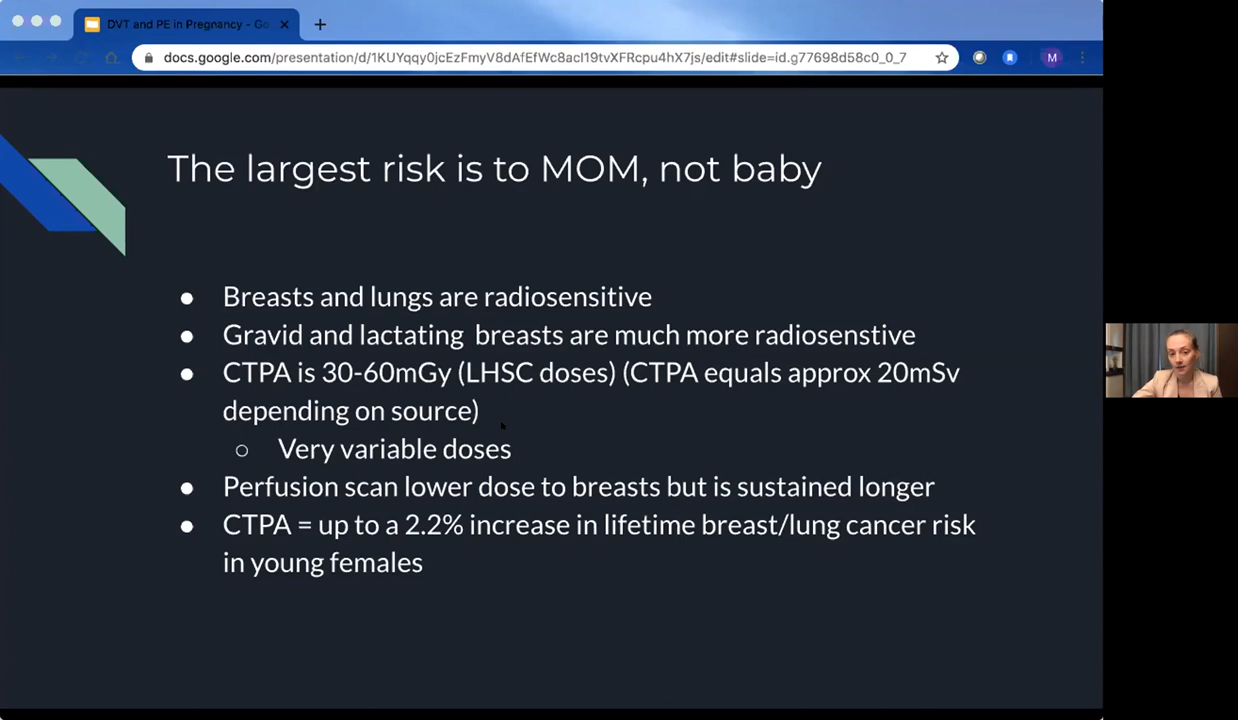 DVT and PE in Pregnancy - Go
docs.google.com/presentation/d/1KUYqqy0jcEzFmyV8dAfEfWc8acI19tvXFRcpu4hX7js/edit#slide=id.g77698d58c0_0_7
M
The largest risk is to MOM, not baby
● Breasts and lungs are radiosensitive
● Gravid and lactating breasts are much more radiosenstive
● CTPA is 30-60mGy (LHSC doses) (CTPA equals approx 20mSv
depending on source)
○ Very variable doses
● Perfusion scan lower dose to breasts but is sustained longer
● CTPA = up to a 2.2% increase in lifetime breast/lung cancer risk
in young females